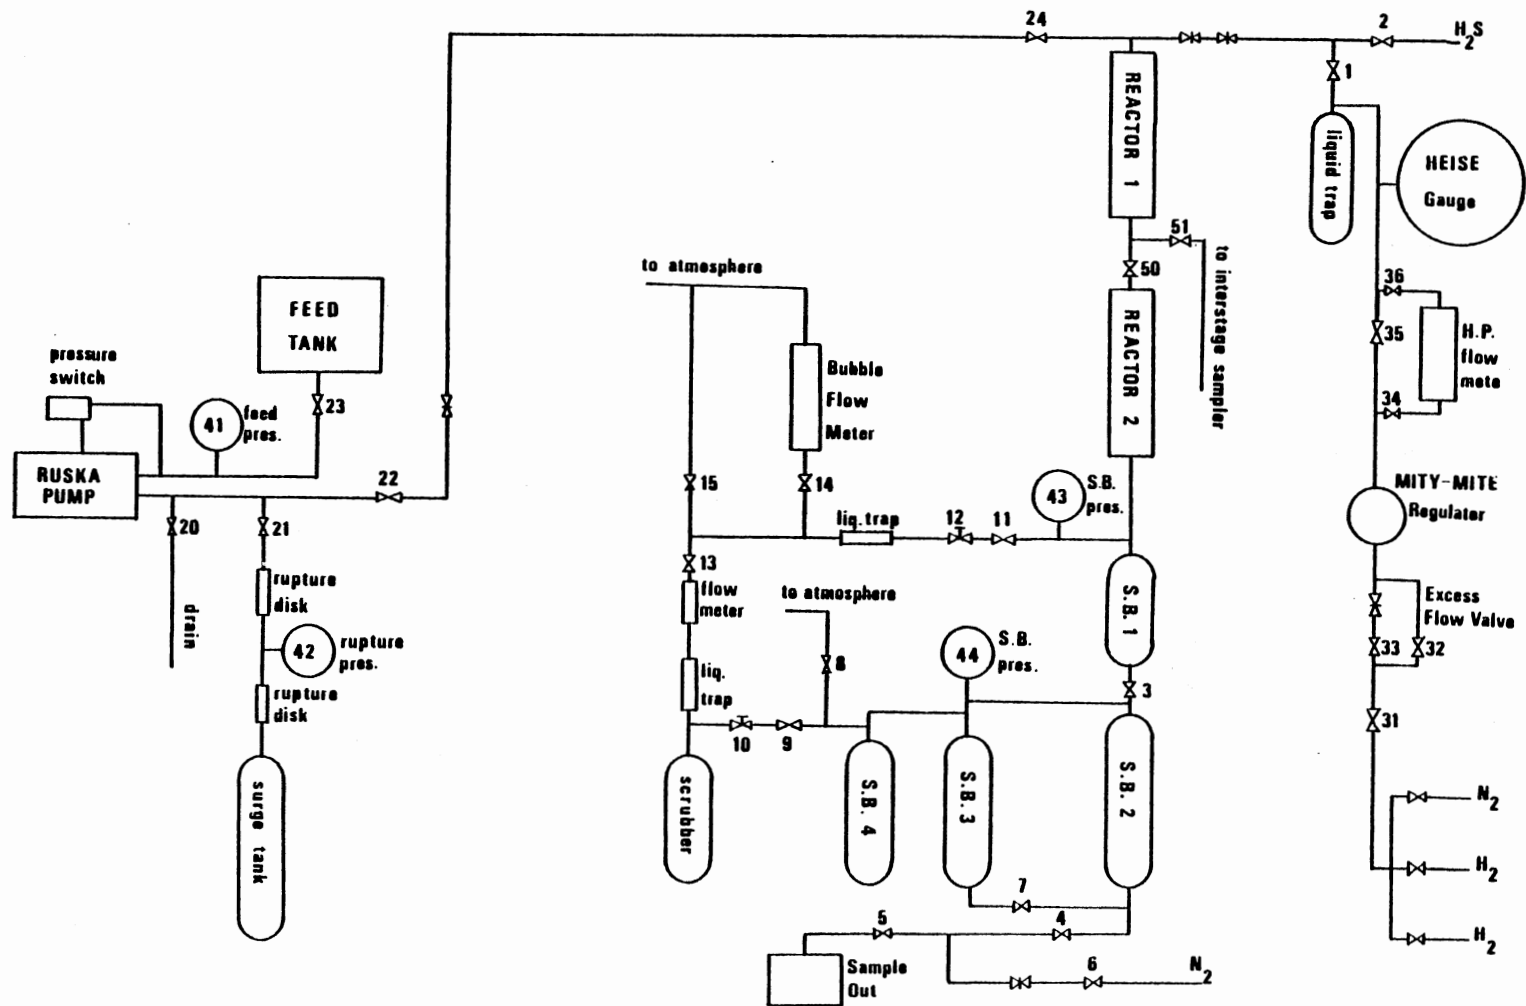 24
2
H2S
1
REACTOR 1
liquid trap
HEISE
Gauge
51
to interstage sampler
50
to atmosphere
36
FEED
TANK
REACTOR 2
35
H.P.
flow
mete
pressure
switch
Bubble
Flow
Meter
23
41
feed
pres.
34
RUSKA
PUMP
22
15
14
43
S.B.
pres.
MITY-MITE
Regulator
20
21
liq. trap
12
11
13
rupture
disk
flow
meter
to atmosphere
S.B. 1
Excess
Flow Valve
drain
42
rupture
pres.
44
S.B.
pres.
8
33
32
rupture
disk
liq.
trap
3
10
9
31
surge tank
scrubber
S.B. 4
S.B. 3
S.B. 2
N2
H2
7
5
4
H2
Sample
Out
6
N2